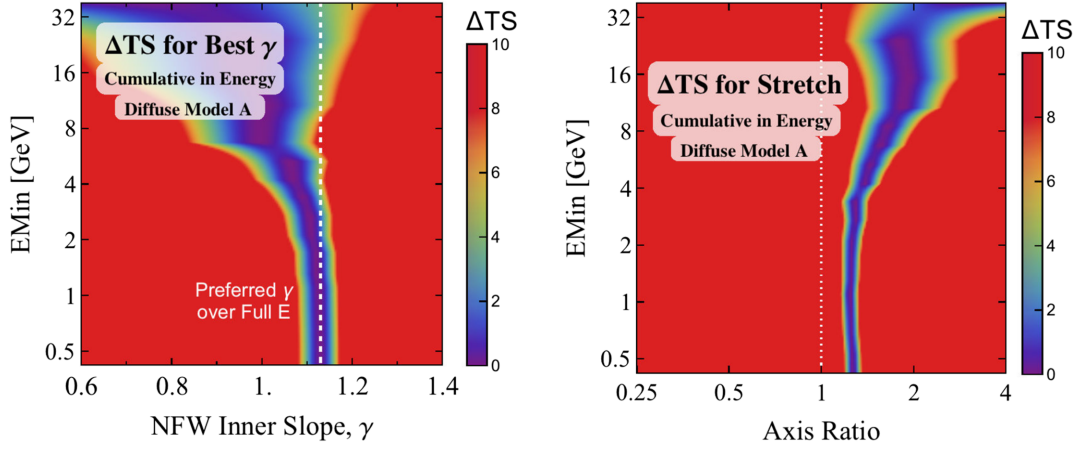 ΔTS
ΔTS for Best γ
Cumulative in Energy
Diffuse Model A
Preferred γ
over Full E
EMin [GeV]
32
16
8
4
2
1
0.5
0.6
0.8
1.
1.2
1.4
NFW Inner Slope, γ
10
8
6
4
2
0
ΔTS
ΔTS for Stretch
Cumulative in Energy
Diffuse Model A
EMin [GeV]
32
16
8
4
2
1
0.5
0.25
0.5
1
2
4
Axis Ratio
10
8
6
4
2
0